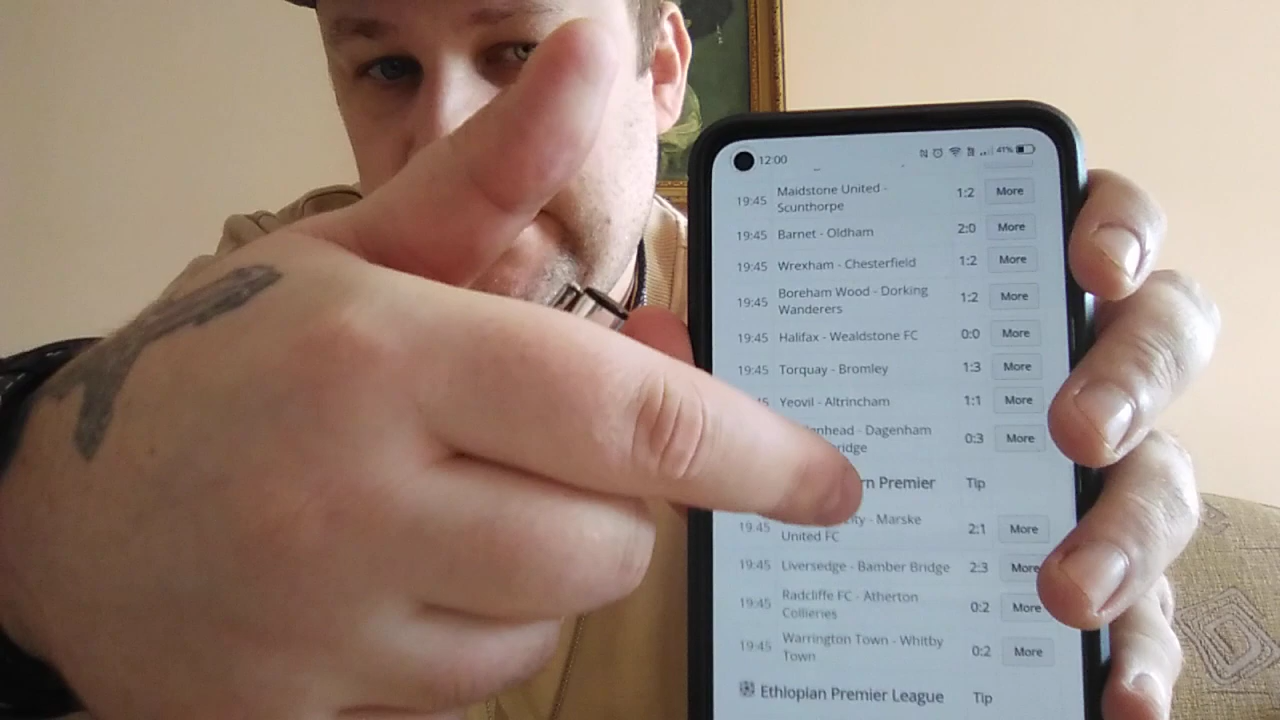 12:00 41%
19:45 Maidstone United - Scunthorpe 1:2 More
19:45 Barnet - Oldham 2:0 More
19:45 Wrexham - Chesterfield 1:2 More
19:45 Boreham Wood - Dorking Wanderers 1:2 More
19:45 Halifax - Wealdstone FC 0:0 More
19:45 Torquay - Bromley 1:3 More
Yeovil - Altrincham 1:1 More
- Dagenham 0:3 More
Premier Tip
19:45 - Marske United FC 2:1 More
19:45 Liversedge - Bamber Bridge 2:3 More
19:45 Radcliffe FC - Atherton Collieries 0:2 More
19:45 Warrington Town - Whitby Town 0:2 More
Ethiopian Premier League Tip